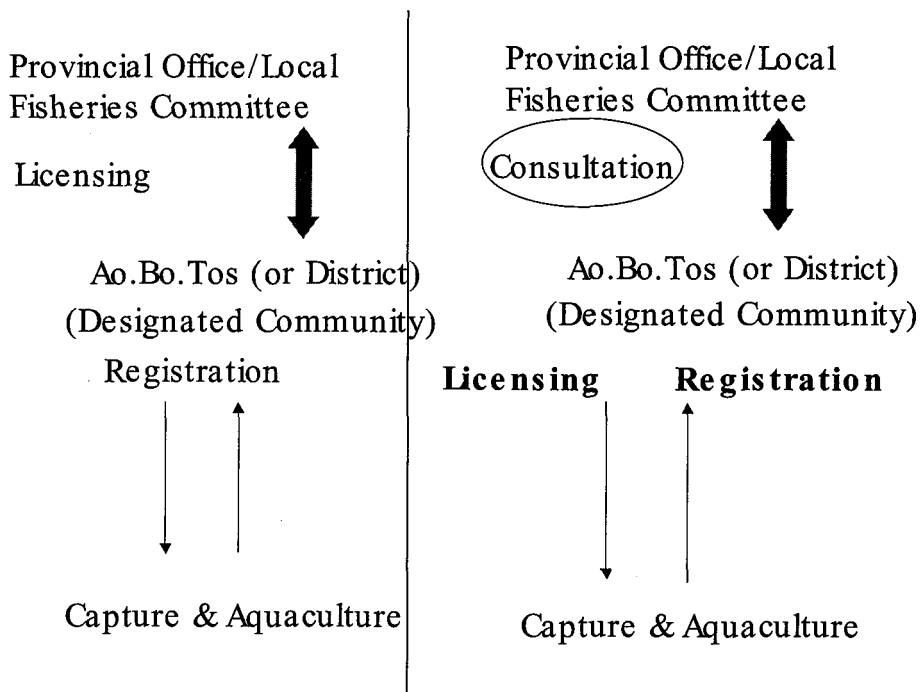 Provincial Office/Local
Fisheries Committee
Licensing
Ao.Bo.Tos (or District)
(Designated Community)
Registration
Capture & Aquaculture
Provincial Office/Local
Fisheries Committee
Consultation
Ao.Bo.Tos (or District)
(Designated Community)
Licensing Registration
Capture & Aquaculture